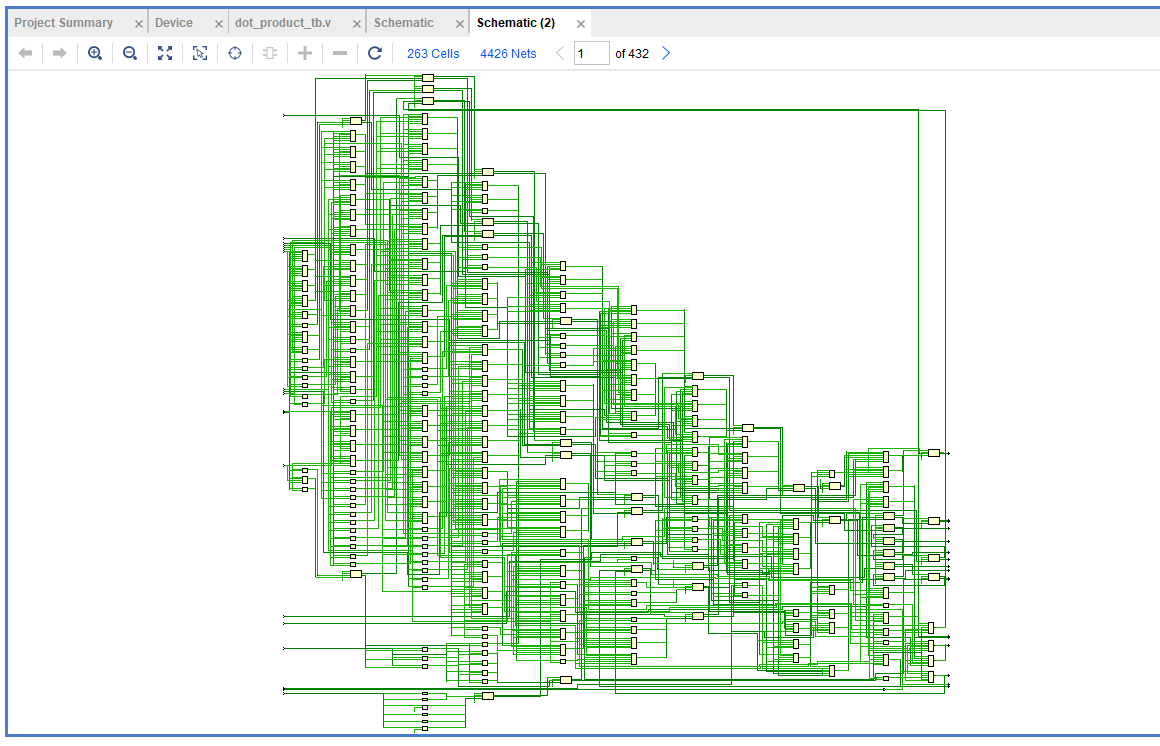 Project Summary Device dot_product_tb.v Schematic Schematic (2)
263 Cells 4426 Nets 1 of 432